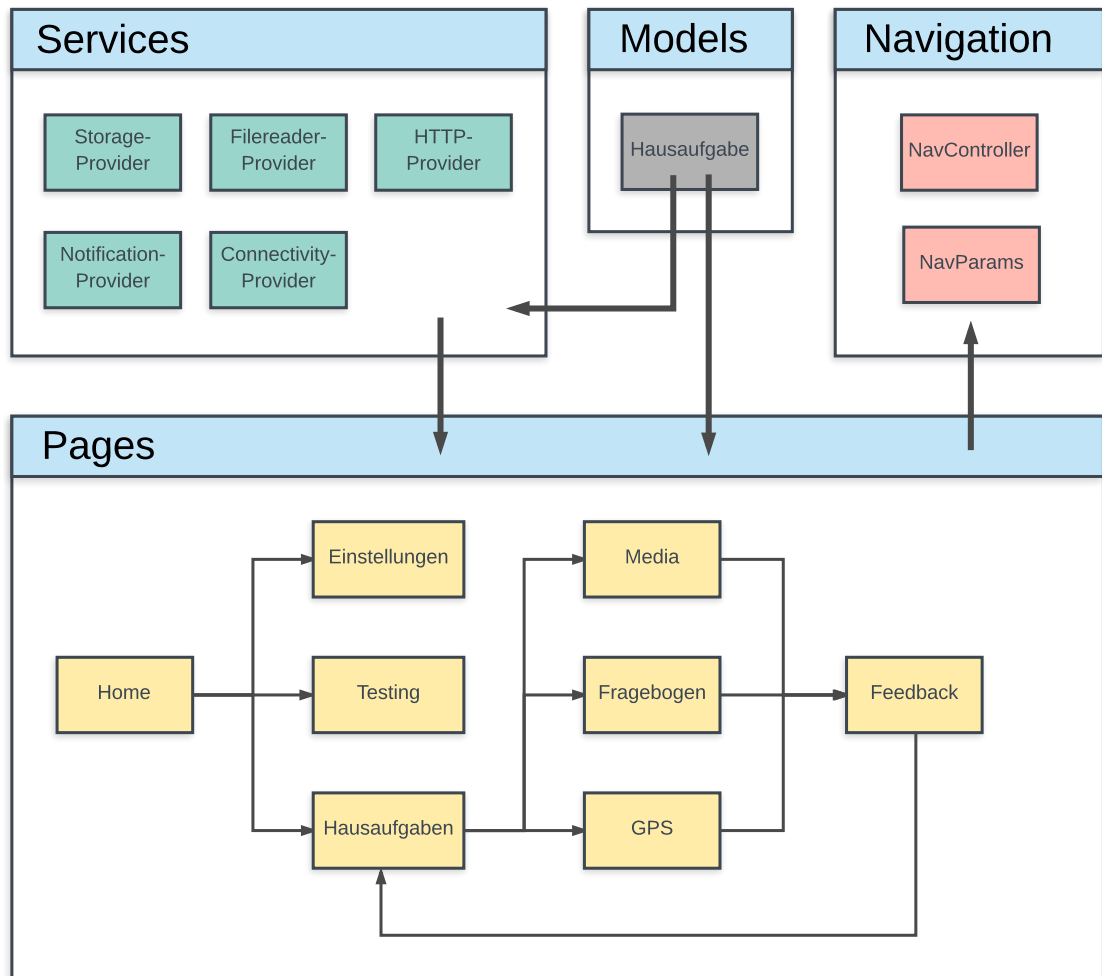 Services
Storage-
Provider
Filereader-
Provider
HTTP-
Provider
Notification-
Provider
Connectivity-
Provider
Models
Hausaufgabe
Navigation
NavController
NavParams
Pages
Home
Einstellungen
Testing
Hausaufgaben
Media
Fragebogen
GPS
Feedback